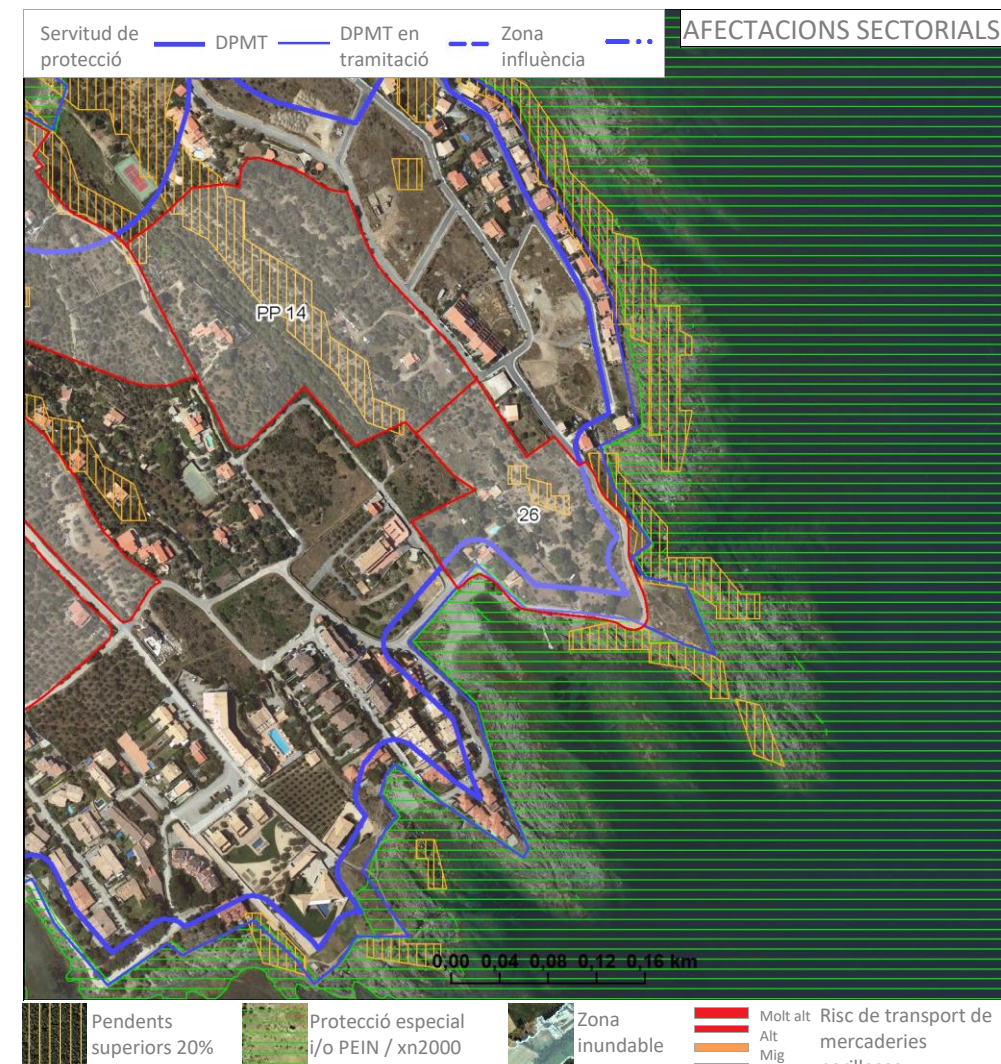 AFECTACIONS SECTORIALS
Servitud de
protecció
DPMT
DPMT en
tramitació
Zona
influència
PP 14
26
0,00 0,04 0,08 0,12 0,16 km
Pendents
superiors 20%
Protecció especial
i/o PEIN / xn2000
Zona
inundable
Molt alt
Alt
Mig
Risc de transport de
mercaderies